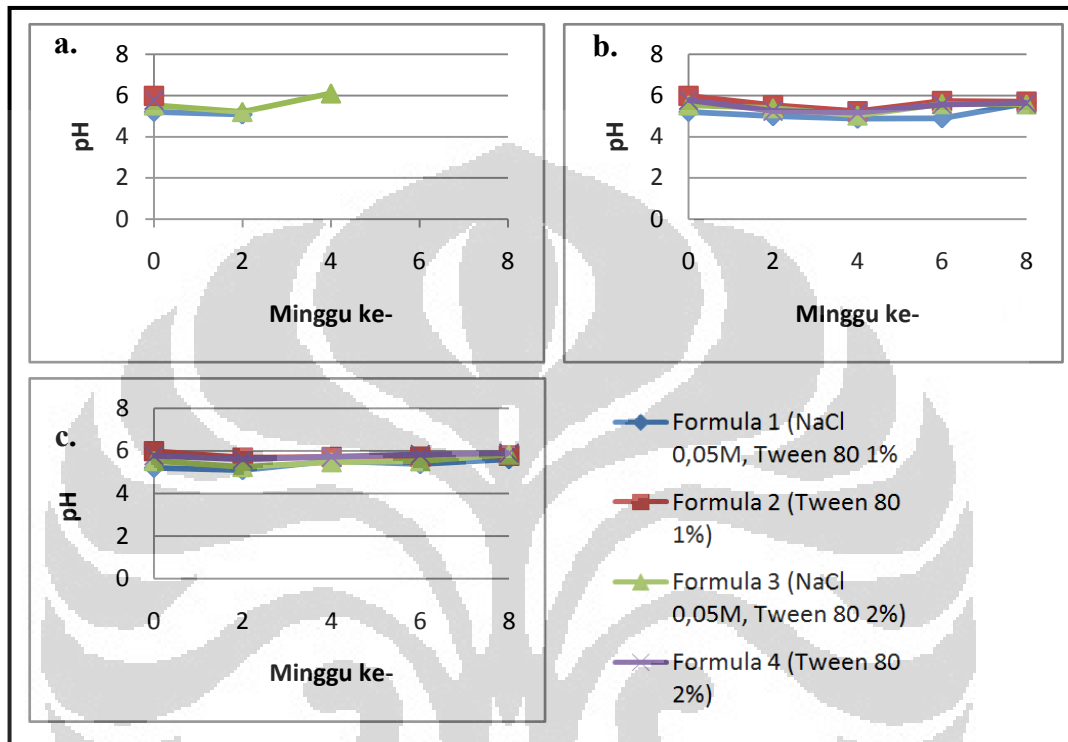 a.
8
6
4
2
0
pH
0 2 4 6 8
Minggu ke-
b.
8
6
4
2
0
pH
0 2 4 6 8
MInggu ke-
c.
8
6
4
2
0
pH
0 2 4 6 8
Minggu ke-
Formula 1 (NaCl
0,05M, Tween 80 1%
Formula 2 (Tween 80
1%)
Formula 3 (NaCl
0,05M, Tween 80 2%)
Formula 4 (Tween 80
2%)